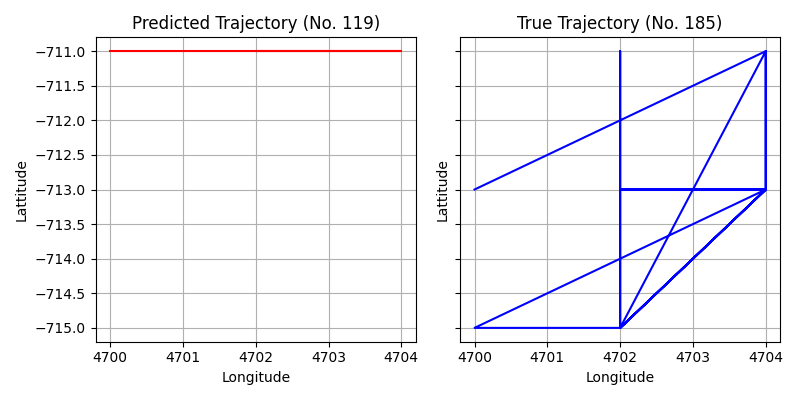 Predicted Trajectory (No. 119)
Lattitude
−711.0
−711.5
−712.0
−712.5
−713.0
−713.5
−714.0
−714.5
−715.0
4700 4701 4702 4703 4704
Longitude
True Trajectory (No. 185)
Lattitude
4700 4701 4702 4703 4704
Longitude